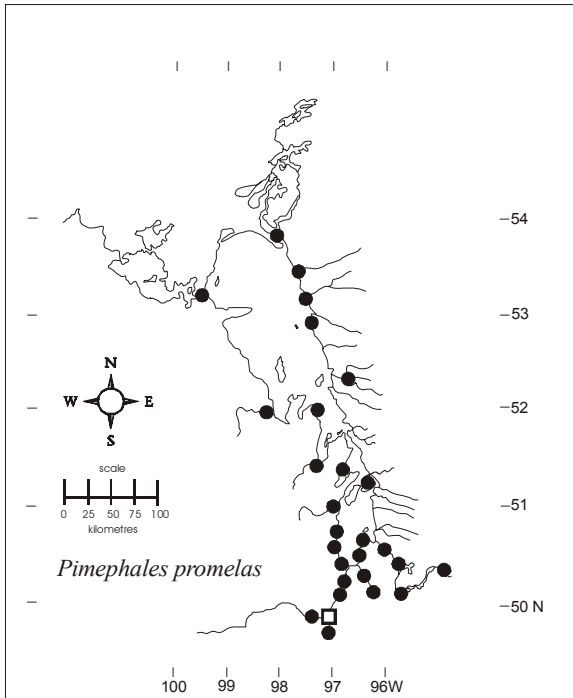 54
53
N
W E
S
52
scale
0 25 50 75 100
kilometres
51
Pimephales promelas
50 N
100 99 98 97 96W